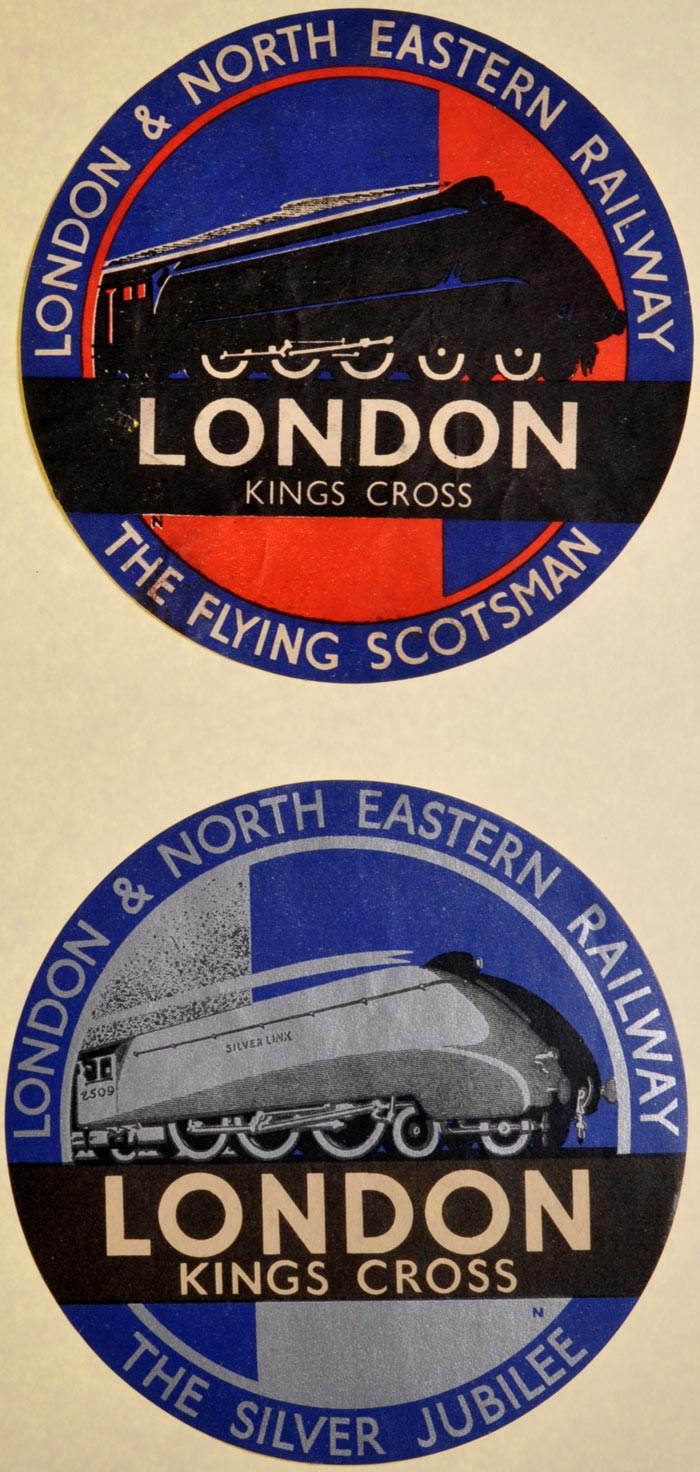 LONDON & NORTH EASTERN RAILWAY
LONDON
KINGS CROSS
N
THE FLYING SCOTSMAN
LONDON & NORTH EASTERN RAILWAY
SILVER LINK
2509
LONDON
KINGS CROSS
N
THE SILVER JUBILEE